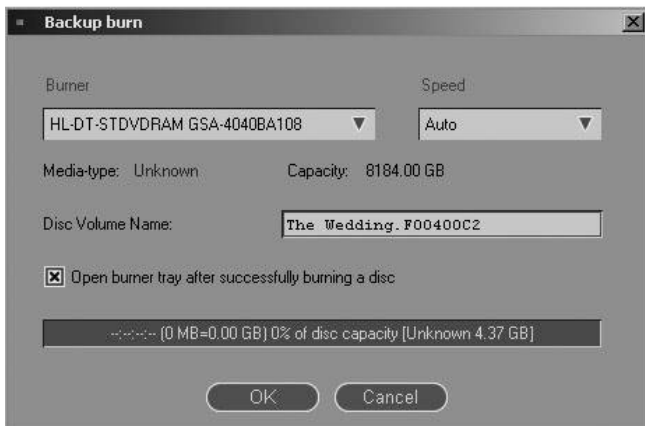 Backup burn
Burner Speed
HL-DT-STDVDRAM GSA-4040BA108 Auto
Media-type: Unknown Capacity: 8184.00 GB
Disc Volume Name: The Wedding.F00400C2
Open burner tray after successfully burning a disc
--:--:--:-- (0 MB=0.00 GB) 0% of disc capacity [Unknown 4.37 GB]
OK Cancel